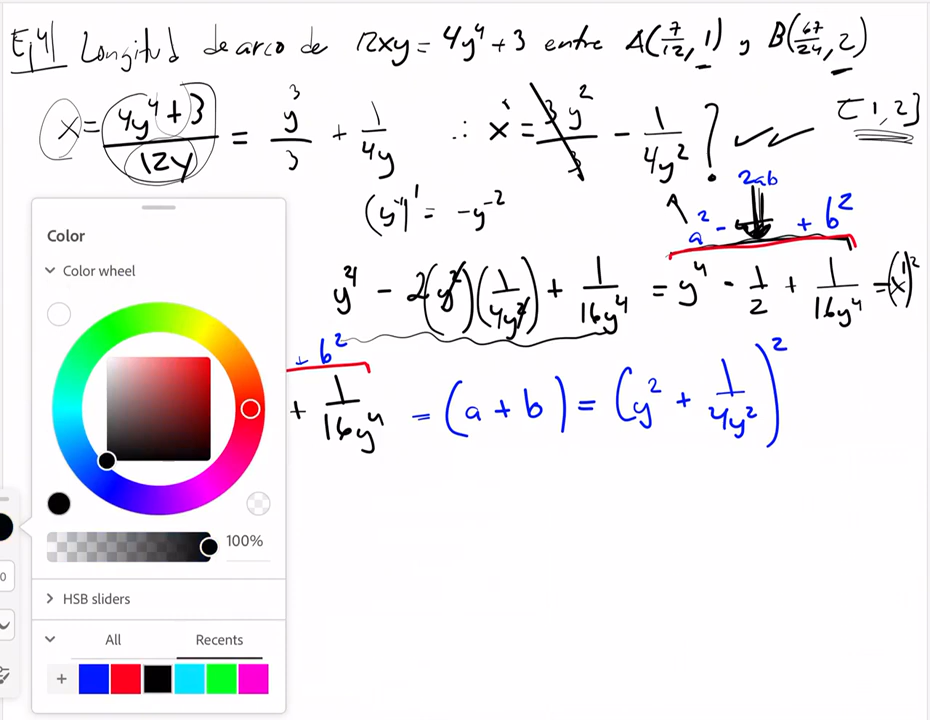 Ej 4| Longitud de arco de 12xy = 4y⁴ + 3 entre A(7/12, 1) y B(67/24, 2)
x = (4y⁴ + 3)/(12y) = y³/3 + 1/(4y) ∴ x' = 3y²/3 - 1/(4y²) ? [1, 2]
(y⁻¹)' = -y⁻²
2ab
a² - + b²
y⁴ - 2(y²)(1/(4y²)) + 1/(16y⁴) = y⁴ - 1/2 + 1/(16y⁴) = (x')²
+ b²
+ 1/(16y⁴) = (a + b) = (y² + 1/(4y²))²
Color
Color wheel
100%
HSB sliders
All Recents
+
0